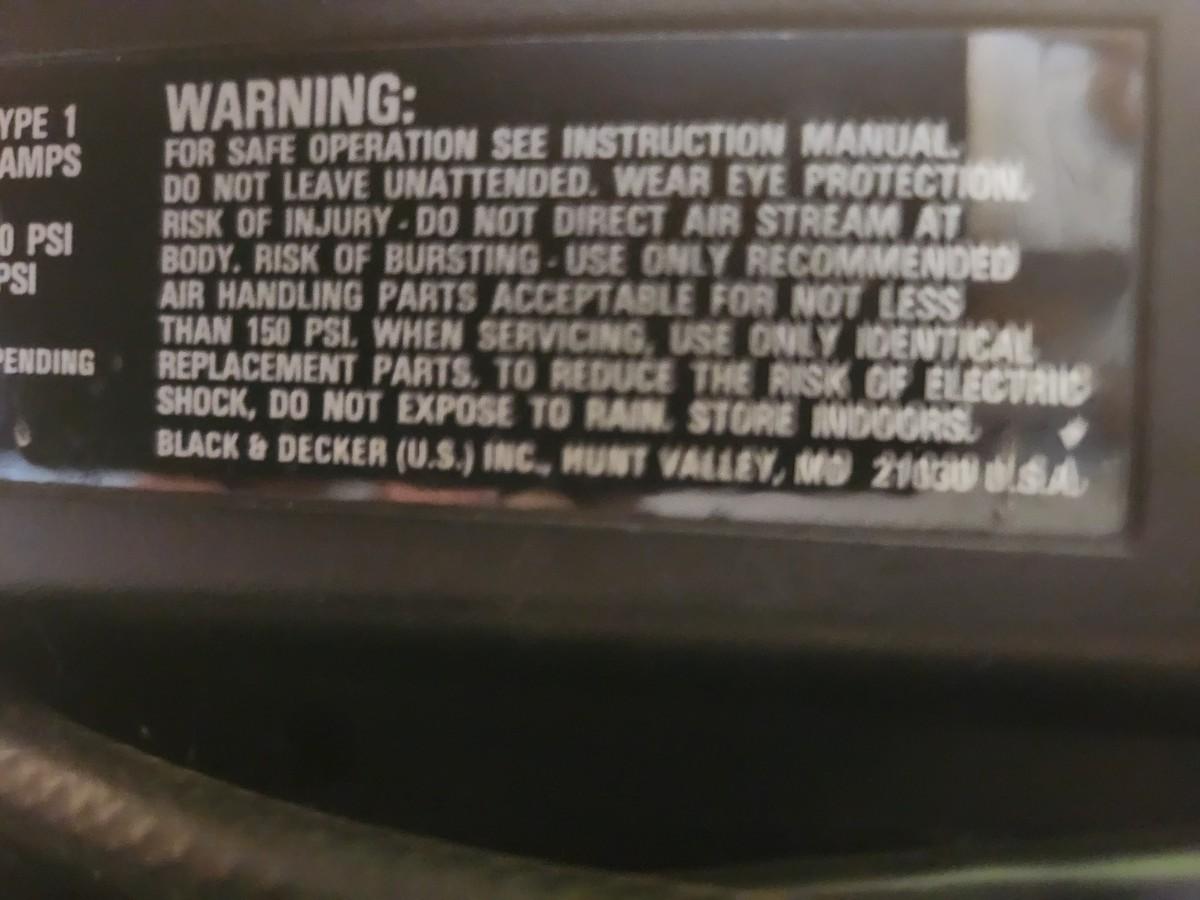 YPE 1
AMPS
0 PSI
PSI
PENDING
WARNING:
FOR SAFE OPERATION SEE INSTRUCTION MANUAL.
DO NOT LEAVE UNATTENDED. WEAR EYE PROTECTION.
RISK OF INJURY - DO NOT DIRECT AIR STREAM AT
BODY. RISK OF BURSTING - USE ONLY RECOMMENDED
AIR HANDLING PARTS ACCEPTABLE FOR NOT LESS
THAN 150 PSI. WHEN SERVICING, USE ONLY IDENTICAL
REPLACEMENT PARTS. TO REDUCE THE RISK OF ELECTRIC
SHOCK, DO NOT EXPOSE TO RAIN. STORE INDOORS.
BLACK & DECKER (U.S.) INC., HUNT VALLEY, MD 21030 U.S.A.